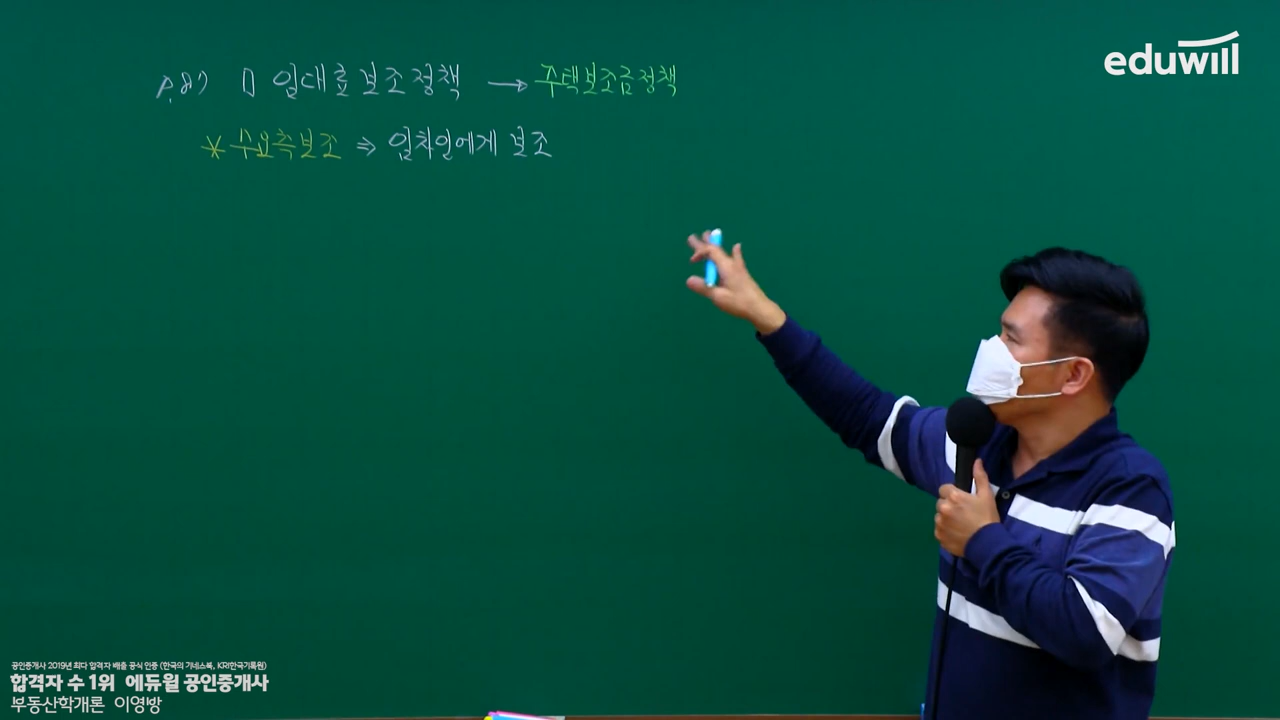 P.87 ▯ 임대료보조정책 → 주택보조금정책
* 수요측보조 ⇒ 임차인에게 보조
eduwill
공인중개사 2019년 최다 합격자 배출 공식 인증 (한국의 기네스북, KRI한국기록원)
합격자 수 1위 에듀윌 공인중개사
부동산학개론 이영방